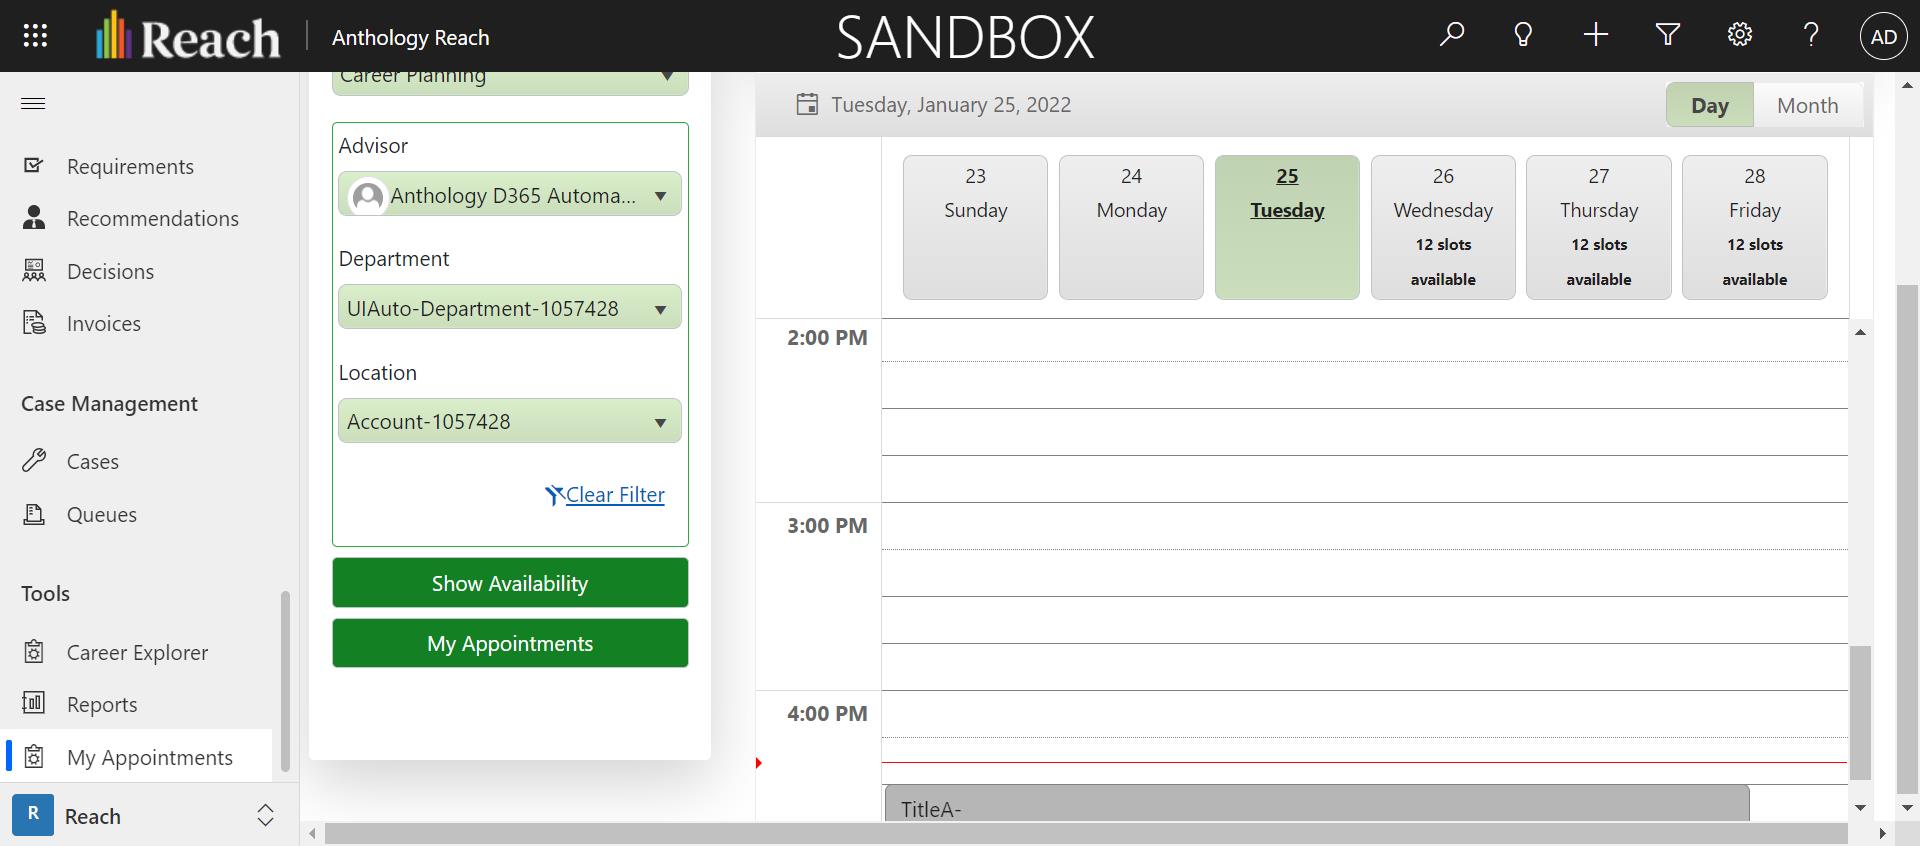 Reach
Anthology Reach
SANDBOX
AD
Requirements
Recommendations
Decisions
Invoices
Case Management
Cases
Queues
Tools
Career Explorer
Reports
My Appointments
R
Reach
Career Planning
Advisor
Anthology D365 Automa...
Department
UIAuto-Department-1057428
Location
Account-1057428
Clear Filter
Show Availability
My Appointments
Tuesday, January 25, 2022
Day
Month
23
Sunday
24
Monday
25
Tuesday
26
Wednesday
12 slots
available
27
Thursday
12 slots
available
28
Friday
12 slots
available
2:00 PM
3:00 PM
4:00 PM
TitleA-